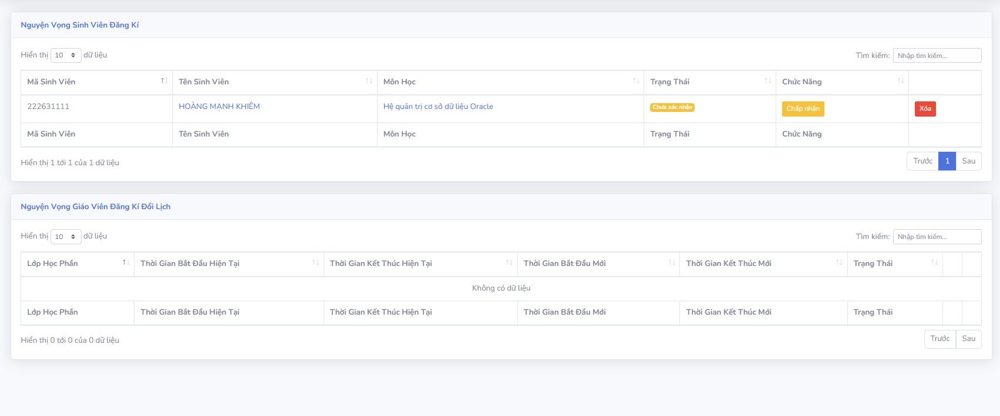 Nguyện Vọng Sinh Viên Đăng Kí
Hiển thị 10 dữ liệu Tìm kiếm: Nhập tìm kiếm...
Mã Sinh Viên Tên Sinh Viên Môn Học Trạng Thái Chức Năng
222631111 HOÀNG MẠNH KHIÊM Hệ quản trị cơ sở dữ liệu Oracle Chưa xác nhận Chấp nhận Xóa
Mã Sinh Viên Tên Sinh Viên Môn Học Trạng Thái Chức Năng
Hiển thị 1 tới 1 của 1 dữ liệu Trước 1 Sau
Nguyện Vọng Giáo Viên Đăng Kí Đổi Lịch
Hiển thị 10 dữ liệu Tìm kiếm: Nhập tìm kiếm...
Lớp Học Phần Thời Gian Bắt Đầu Hiện Tại Thời Gian Kết Thúc Hiện Tại Thời Gian Bắt Đầu Mới Thời Gian Kết Thúc Mới Trạng Thái
Không có dữ liệu
Lớp Học Phần Thời Gian Bắt Đầu Hiện Tại Thời Gian Kết Thúc Hiện Tại Thời Gian Bắt Đầu Mới Thời Gian Kết Thúc Mới Trạng Thái
Hiển thị 0 tới 0 của 0 dữ liệu Trước Sau